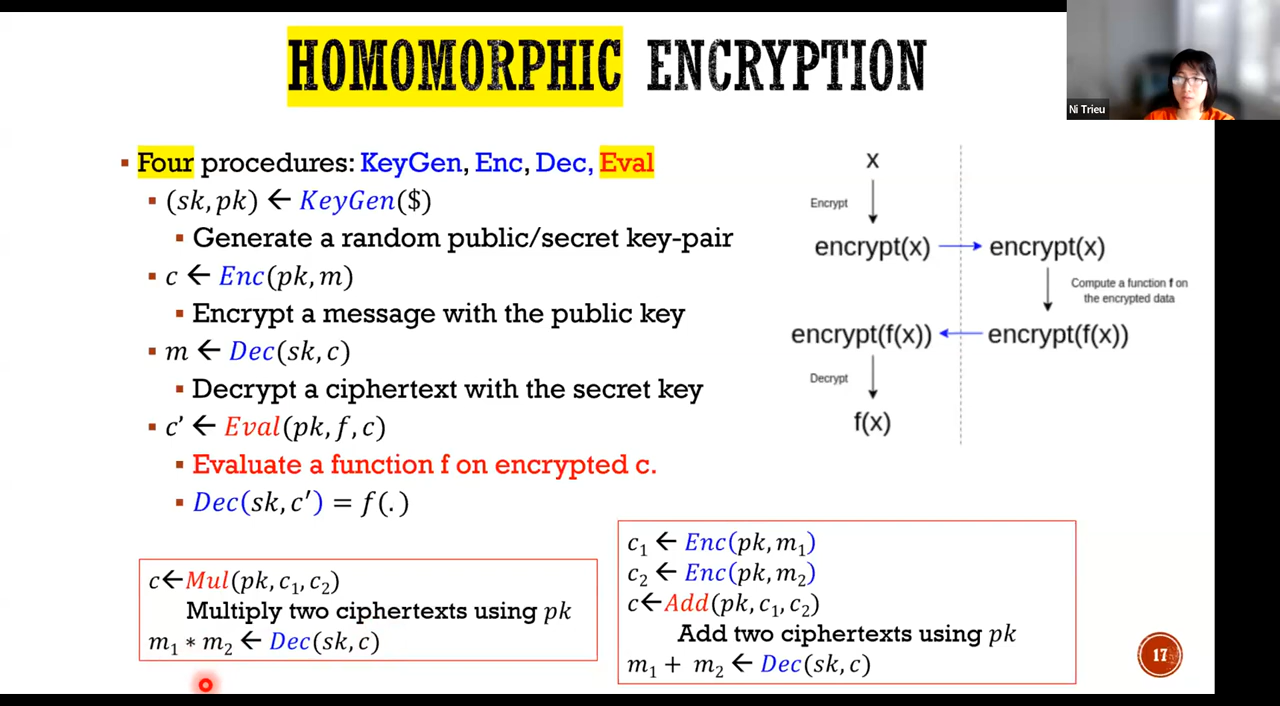 HOMOMORPHIC ENCRYPTION
Ni Trieu
▪ Four procedures: KeyGen, Enc, Dec, Eval
▪ (sk, pk) ← KeyGen($)
▪ Generate a random public/secret key-pair
▪ c ← Enc(pk, m)
▪ Encrypt a message with the public key
▪ m ← Dec(sk, c)
▪ Decrypt a ciphertext with the secret key
▪ c’ ← Eval(pk, f, c)
▪ Evaluate a function f on encrypted c.
▪ Dec(sk, c′) = f(.)
x
Encrypt
encrypt(x)
encrypt(x)
Compute a function f on
the encrypted data
encrypt(f(x))
encrypt(f(x))
Decrypt
f(x)
c←Mul(pk, c₁, c₂)
Multiply two ciphertexts using pk
m₁ ∗ m₂ ← Dec(sk, c)
c₁ ← Enc(pk, m₁)
c₂ ← Enc(pk, m₂)
c←Add(pk, c₁, c₂)
Add two ciphertexts using pk
m₁ + m₂ ← Dec(sk, c)
17